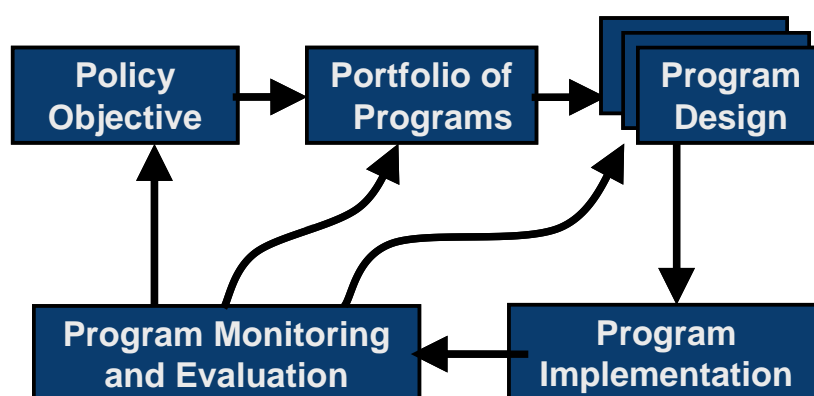 Policy
Objective
Portfolio of
Programs
Program
Design
Program Monitoring
and Evaluation
Program
Implementation